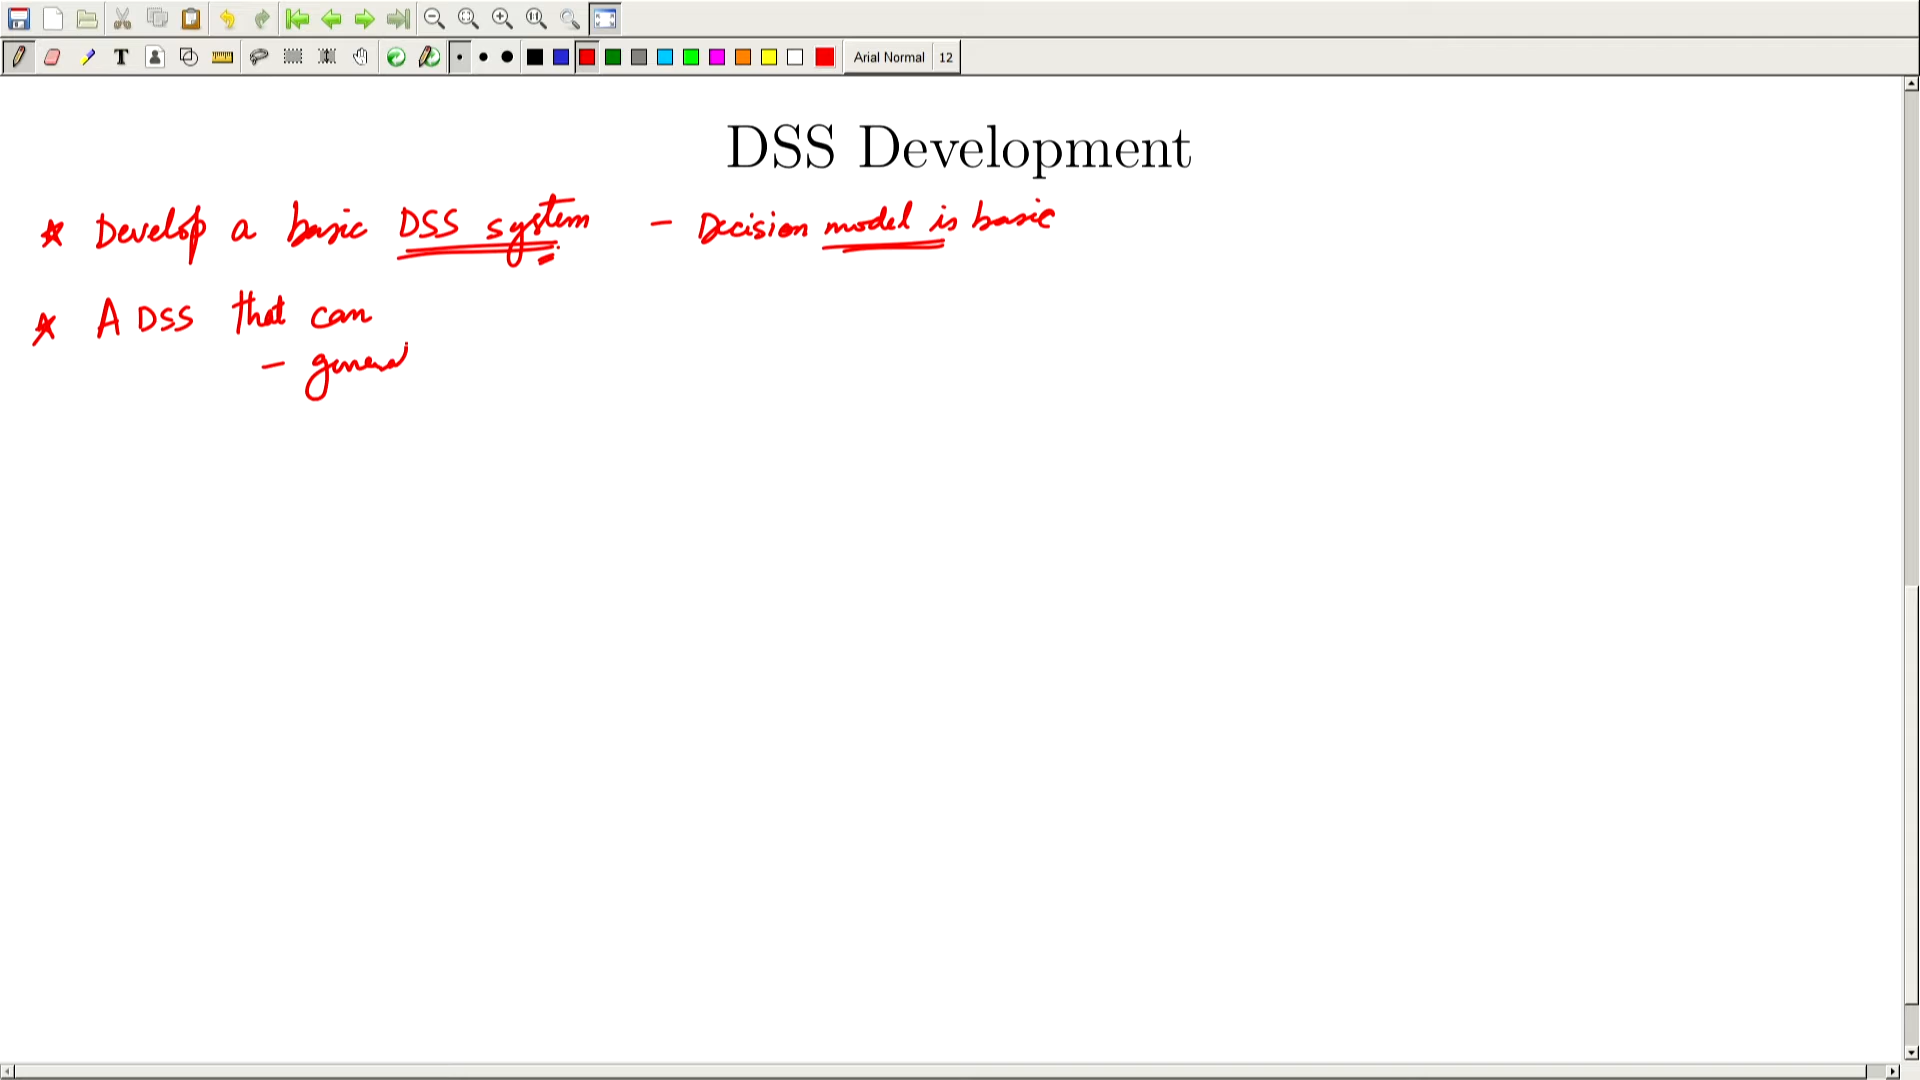 T Arial Normal 12
DSS Development
* Develop a basic DSS system - Decision model is basic
* A DSS that can
- general